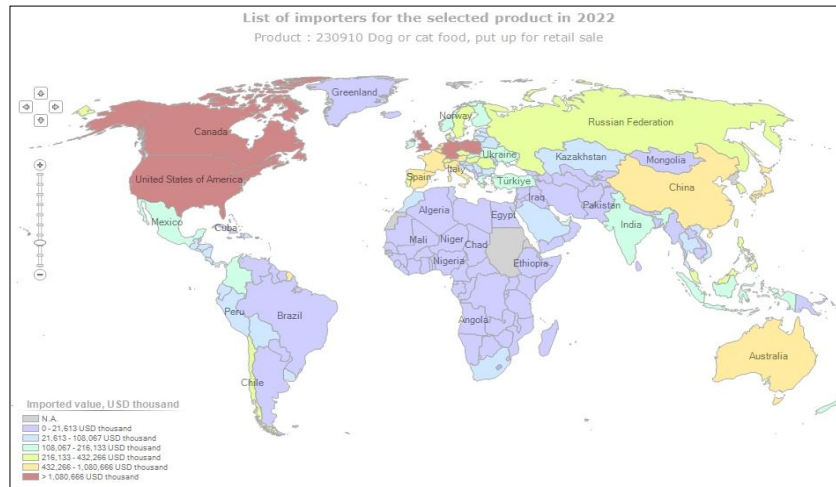 List of importers for the selected product in 2022
Product : 230910 Dog or cat food, put up for retail sale
Greenland
Norway
Canada
Russian Federation
Ukraine
Kazakhstan
Mongolia
United States of America
Spain
Italy
Türkiye
China
Iraq
Pakistan
Algeria
Egypt
Mexico
Cuba
India
Mali
Niger
Chad
Nigeria
Ethiopia
Peru
Brazil
Angola
Australia
Chile
Imported value, USD thousand
N.A.
0 - 21,613 USD thousand
21,613 - 108,067 USD thousand
108,067 - 216,133 USD thousand
216,133 - 432,266 USD thousand
432,266 - 1,080,666 USD thousand
> 1,080,666 USD thousand